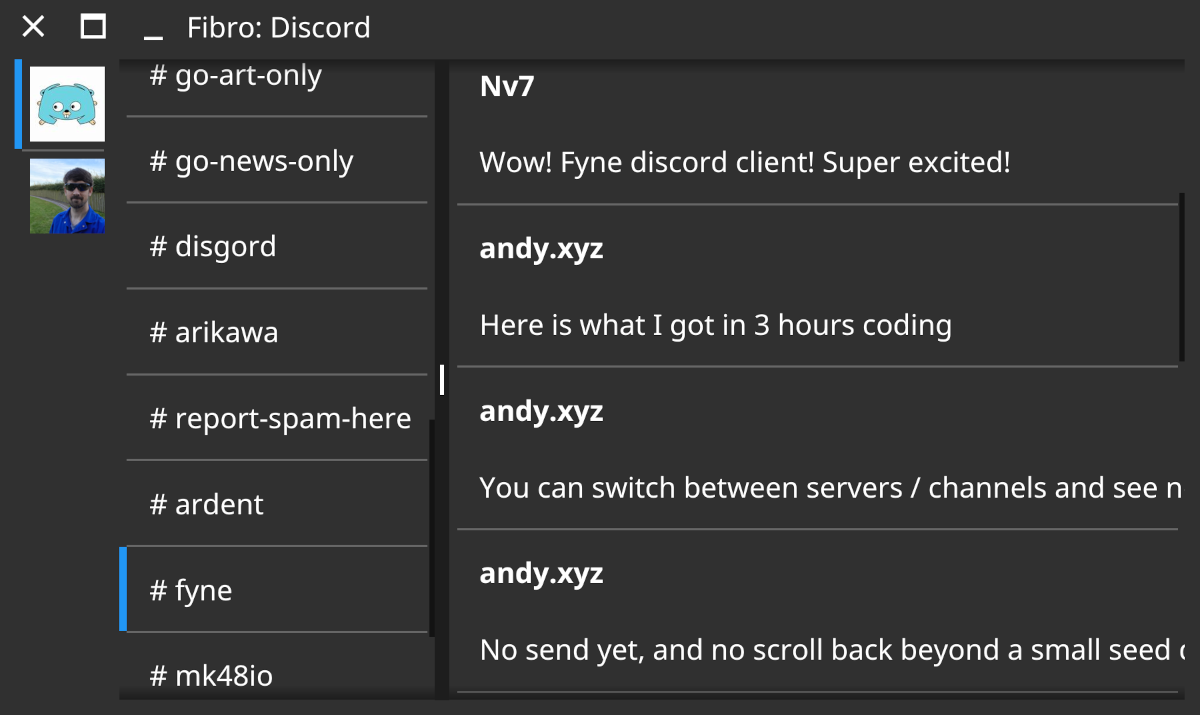 Fibro: Discord
# go-art-only
# go-news-only
# disgord
# arikawa
# report-spam-here
# ardent
# fyne
# mk48io
Nv7
Wow! Fyne discord client! Super excited!
andy.xyz
Here is what I got in 3 hours coding
andy.xyz
You can switch between servers / channels and see n
andy.xyz
No send yet, and no scroll back beyond a small seed